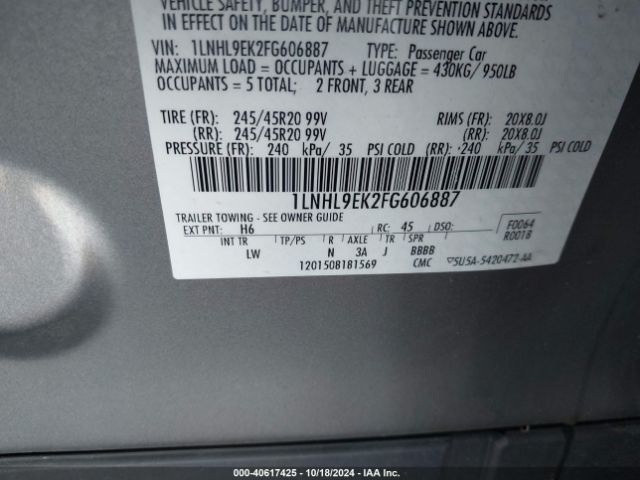 VEHICLE SAFETY, BUMPER, AND THEFT PREVENTION STANDARDS
IN EFFECT ON THE DATE OF MANUFACTURE SHOWN ABOVE.
VIN: 1LNHL9EK2FG606887 TYPE: Passenger Car
MAXIMUM LOAD = OCCUPANTS + LUGGAGE = 430KG/ 950LB
OCCUPANTS = 5 TOTAL; 2 FRONT, 3 REAR
TIRE (FR): 245/45R20 99V RIMS (FR): 20X8.0J
(RR): 245/45R20 99V (RR): 20X8.0J
PRESSURE (FR): 240 kPa/ 35 PSI COLD (RR): 240 kPa/ 35 PSI COLD
1LNHL9EK2FG606887
TRAILER TOWING - SEE OWNER GUIDE
EXT PNT: H6 RC: 45 DSO: F0064
INT TR TP/PS R AXLE TR SPR R0018
LW N 3A J BBBB
1201508181569 CMC 5U5A-5420472-AA
000-40617425 | 10/18/2024 | IAA Inc.